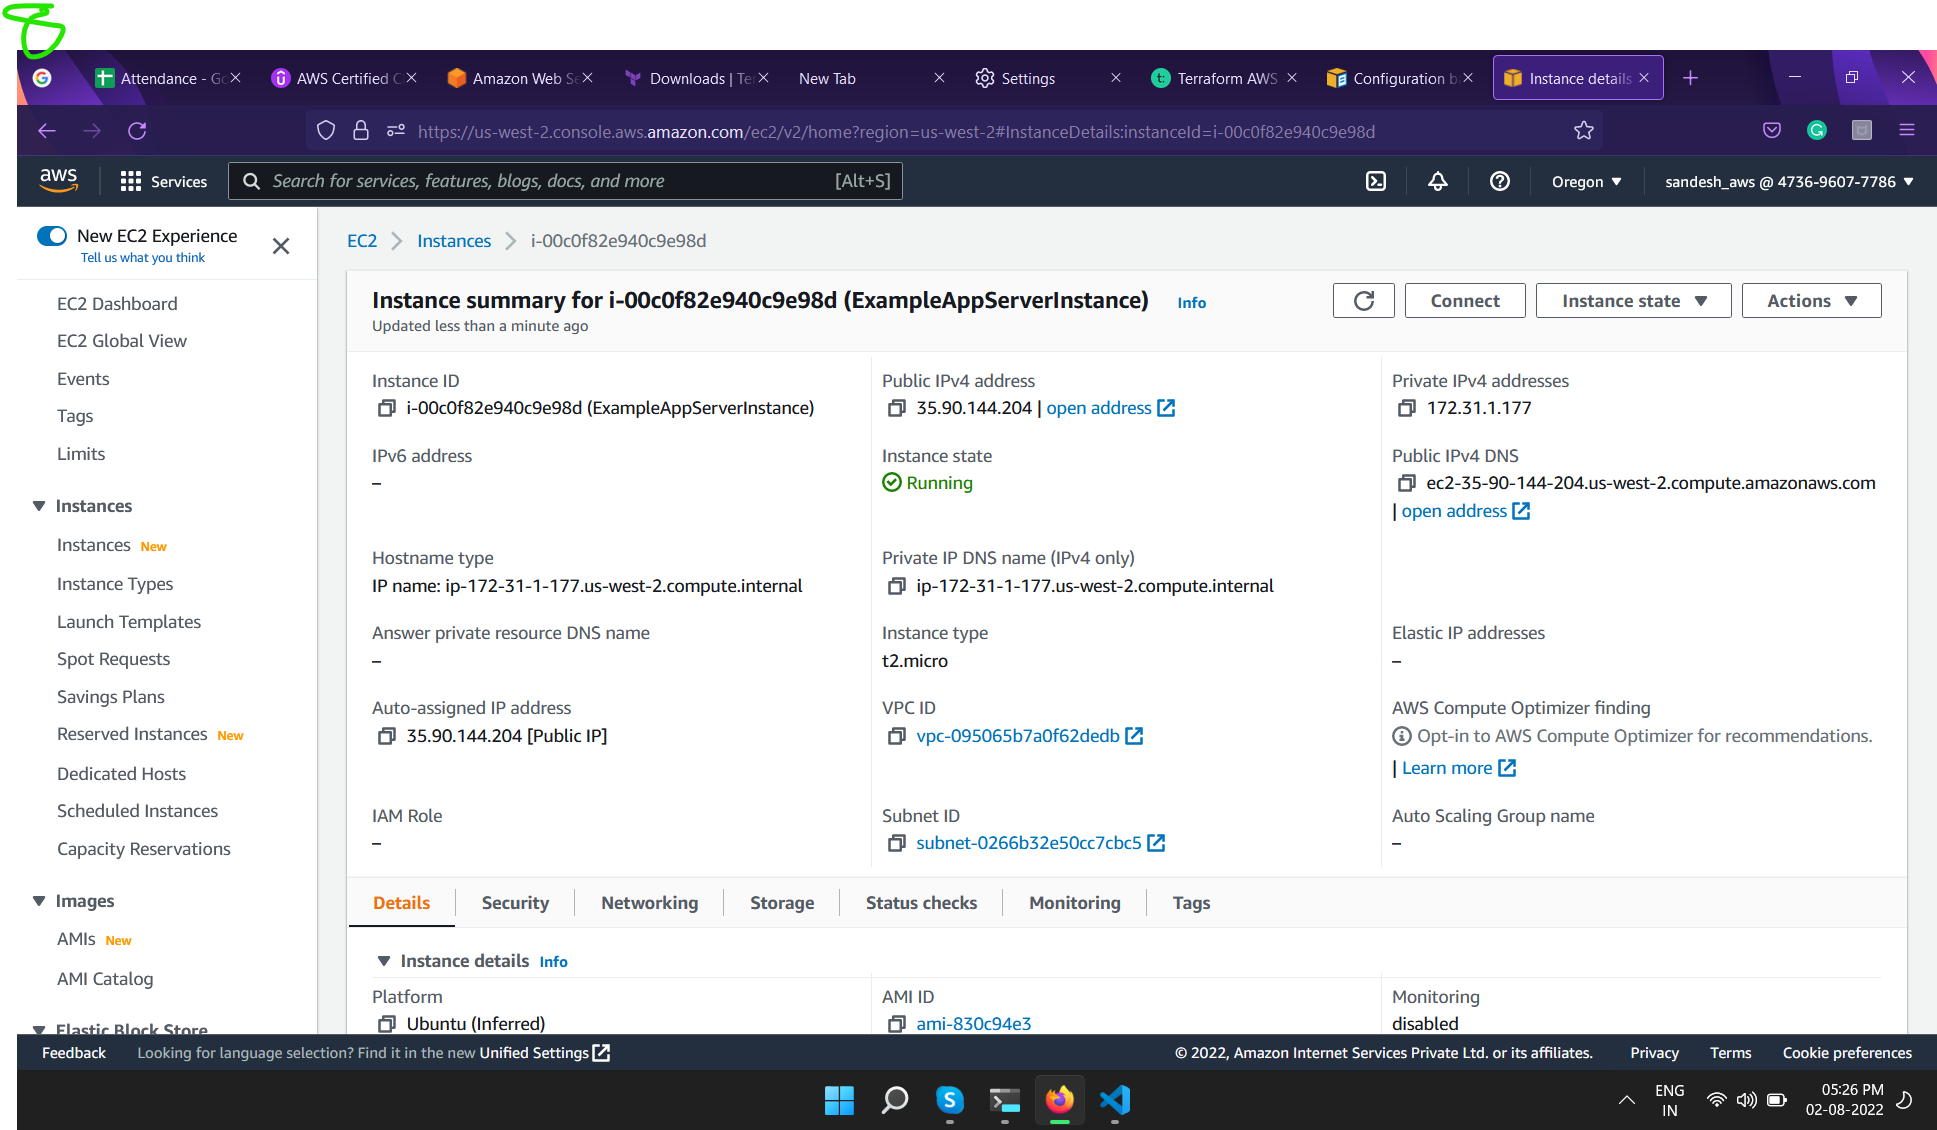 8
Attendance - Go
AWS Certified C
Amazon Web Se
Downloads | Ter
New Tab
Settings
Terraform AWS
Configuration b
Instance details
https://us-west-2.console.aws.amazon.com/ec2/v2/home?region=us-west-2#InstanceDetails:instanceId=i-00c0f82e940c9e98d
aws
Services
Search for services, features, blogs, docs, and more [Alt+S]
Oregon ▼
sandesh_aws @ 4736-9607-7786 ▼
New EC2 Experience
Tell us what you think
EC2 Dashboard
EC2 Global View
Events
Tags
Limits
Instances
Instances New
Instance Types
Launch Templates
Spot Requests
Savings Plans
Reserved Instances New
Dedicated Hosts
Scheduled Instances
Capacity Reservations
Images
AMIs New
AMI Catalog
Elastic Block Store
EC2 > Instances > i-00c0f82e940c9e98d
Instance summary for i-00c0f82e940c9e98d (ExampleAppServerInstance) Info
Updated less than a minute ago
Connect
Instance state ▼
Actions ▼
Instance ID
i-00c0f82e940c9e98d (ExampleAppServerInstance)
Public IPv4 address
35.90.144.204 | open address
Private IPv4 addresses
172.31.1.177
IPv6 address
–
Instance state
Running
Public IPv4 DNS
ec2-35-90-144-204.us-west-2.compute.amazonaws.com
| open address
Hostname type
IP name: ip-172-31-1-177.us-west-2.compute.internal
Private IP DNS name (IPv4 only)
ip-172-31-1-177.us-west-2.compute.internal
Answer private resource DNS name
–
Instance type
t2.micro
Elastic IP addresses
–
Auto-assigned IP address
35.90.144.204 [Public IP]
VPC ID
vpc-095065b7a0f62dedb
AWS Compute Optimizer finding
Opt-in to AWS Compute Optimizer for recommendations.
| Learn more
IAM Role
–
Subnet ID
subnet-0266b32e50cc7cbc5
Auto Scaling Group name
–
Details
Security
Networking
Storage
Status checks
Monitoring
Tags
Instance details Info
Platform
Ubuntu (Inferred)
AMI ID
ami-830c94e3
Monitoring
disabled
Feedback
Looking for language selection? Find it in the new Unified Settings
© 2022, Amazon Internet Services Private Ltd. or its affiliates.
Privacy
Terms
Cookie preferences
ENG
IN
05:26 PM
02-08-2022